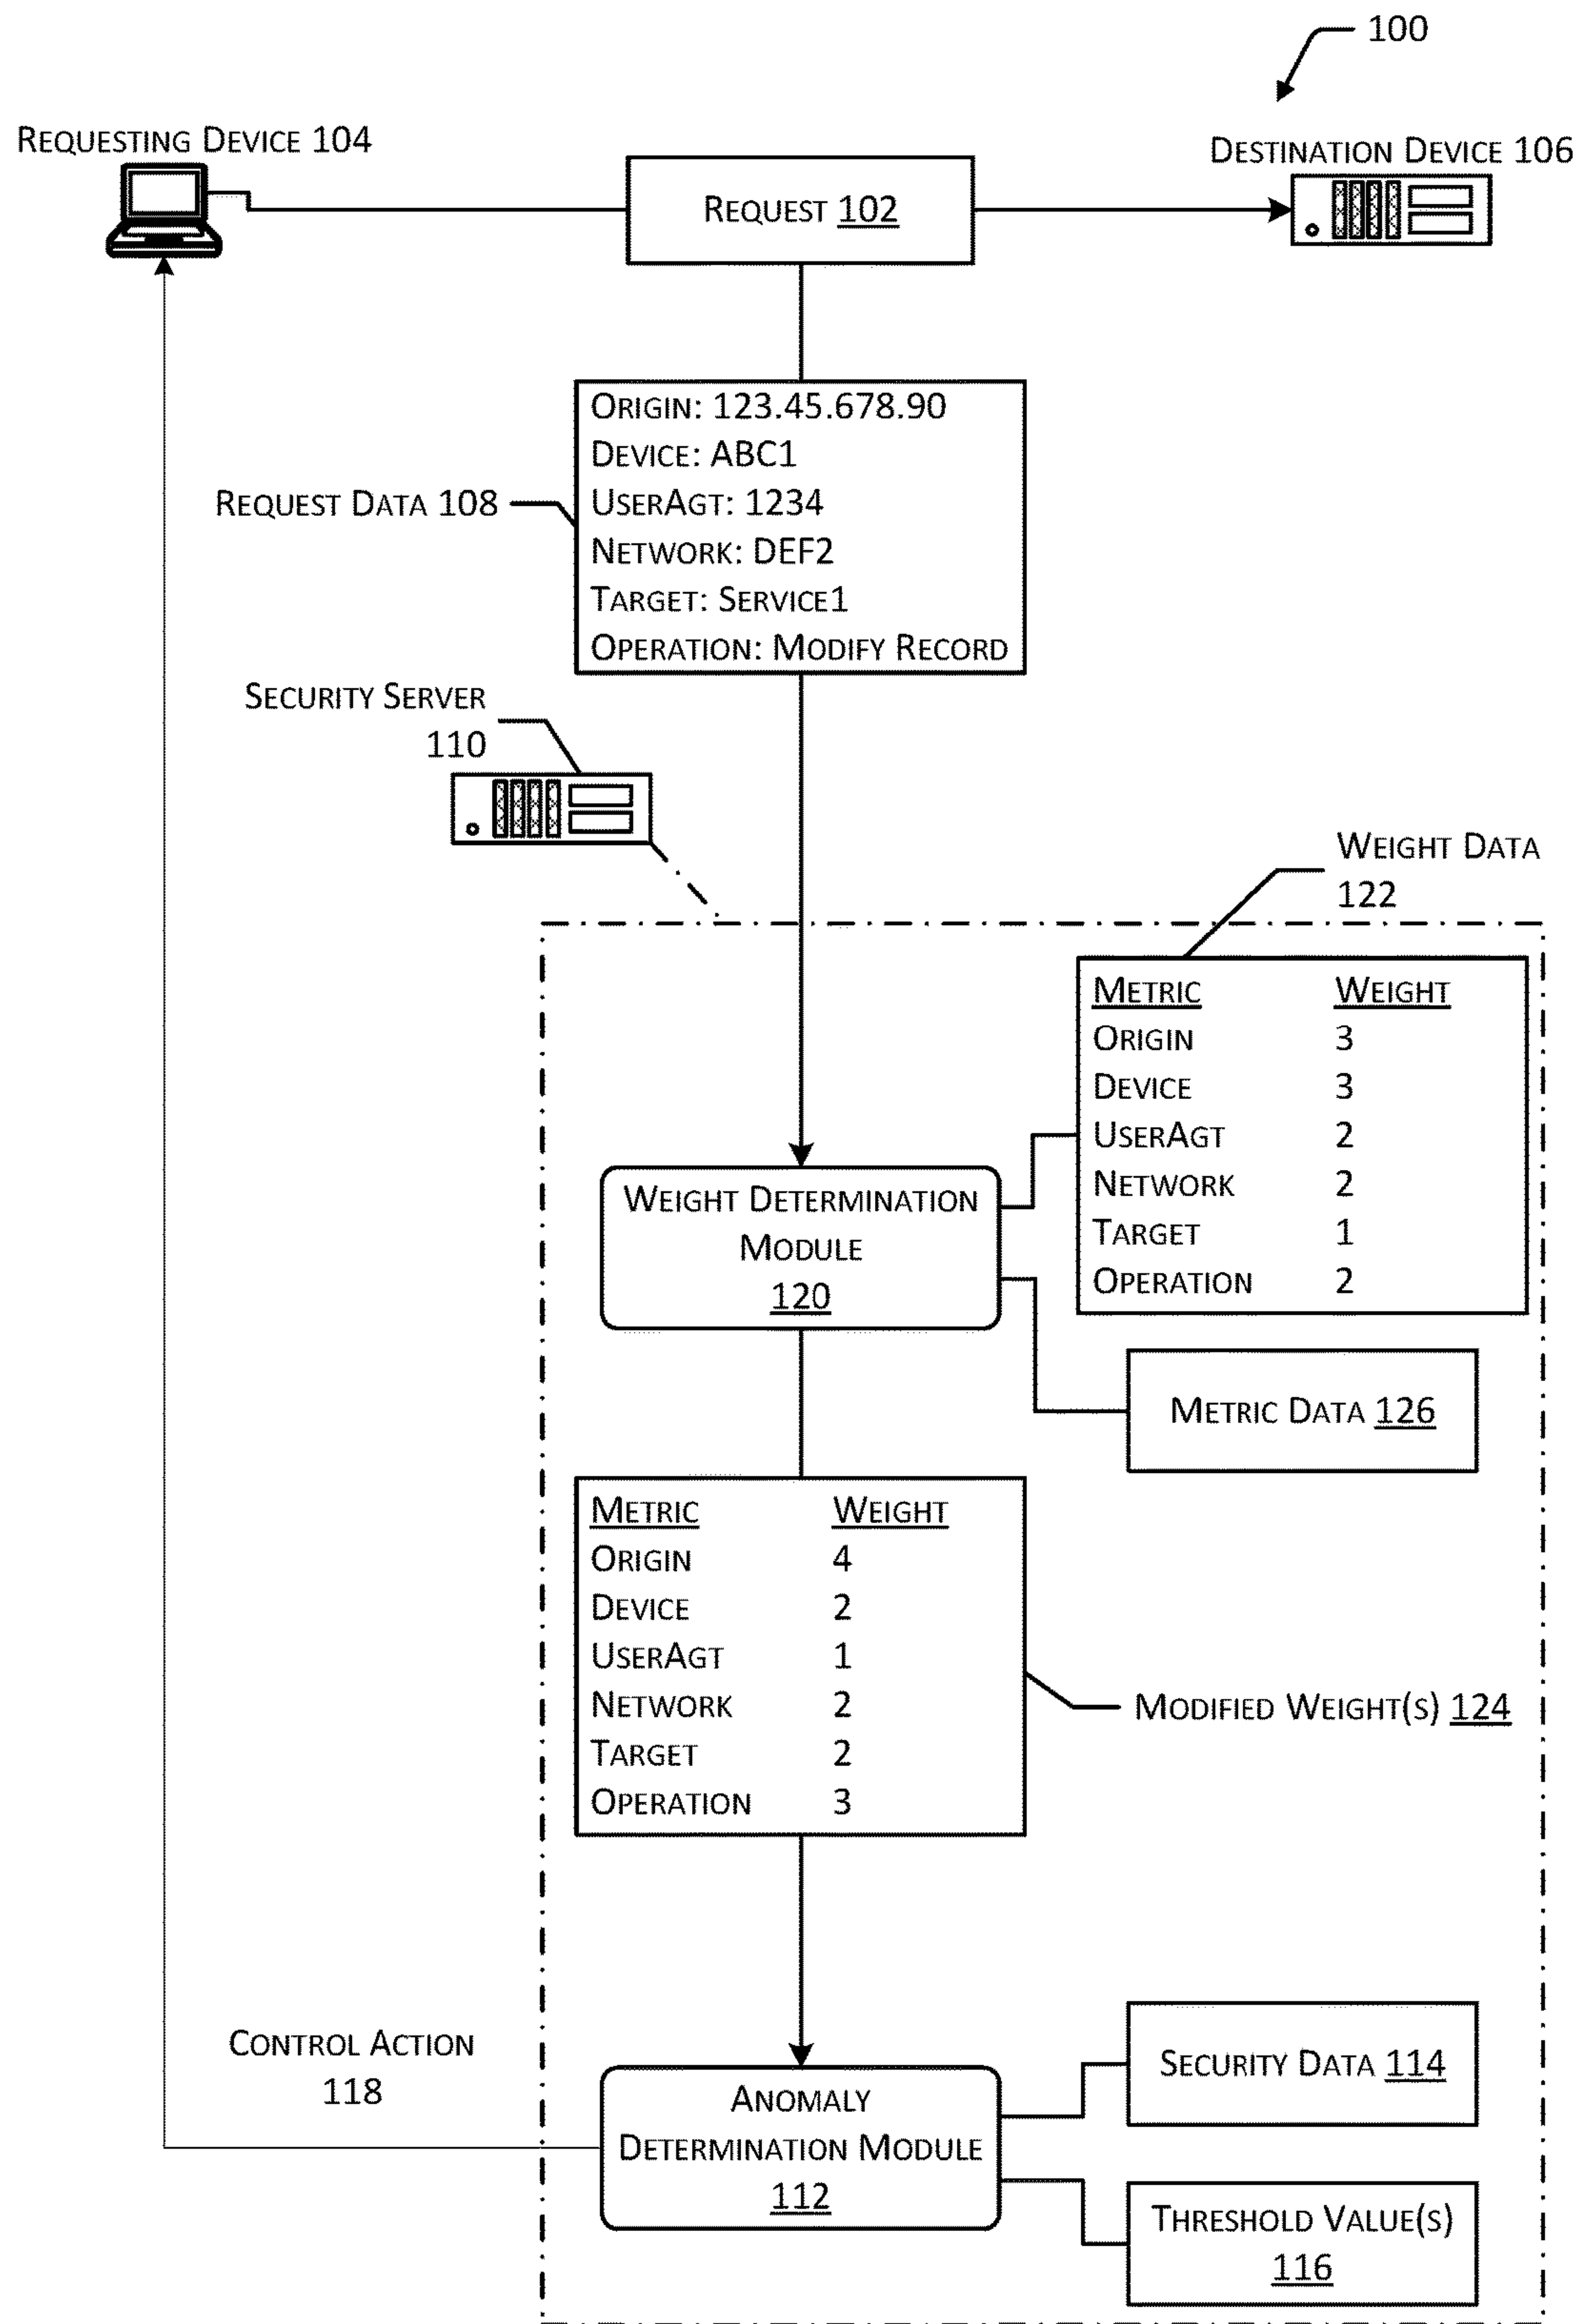 100
Requesting Device 104
Destination Device 106
Request 102
Origin: 123.45.678.90
Device: ABC1
UserAgt: 1234
Request Data 108
Network: DEF2
Target: Service1
Operation: Modify Record
Security Server
110
Weight Data
122
Metric Weight
Origin 3
Device 3
UserAgt 2
Network 2
Target 1
Operation 2
Weight Determination
Module
120
Metric Data 126
Metric Weight
Origin 4
Device 2
UserAgt 1
Network 2
Target 2
Operation 3
Modified Weight(s) 124
Control Action
118
Anomaly
Determination Module
112
Security Data 114
Threshold Value(s)
116